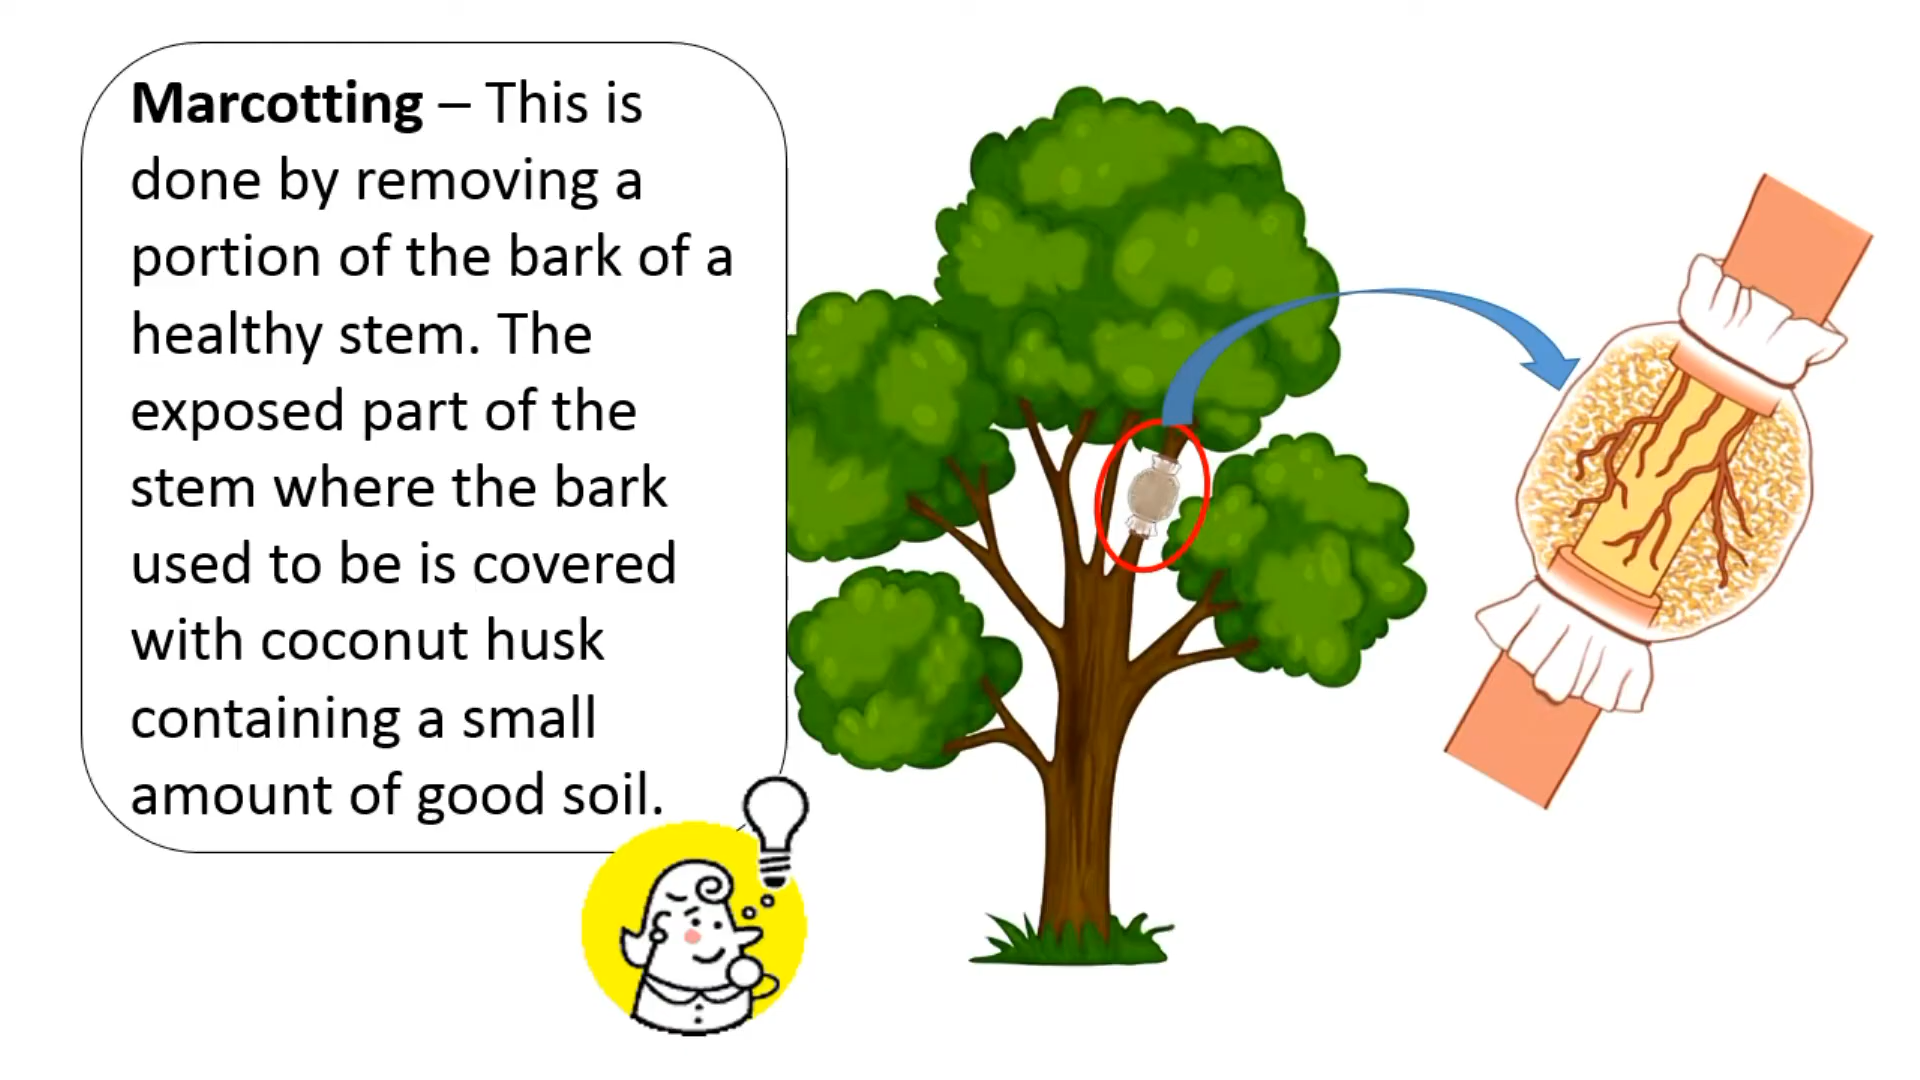 Marcotting – This is
done by removing a
portion of the bark of a
healthy stem. The
exposed part of the
stem where the bark
used to be is covered
with coconut husk
containing a small
amount of good soil.